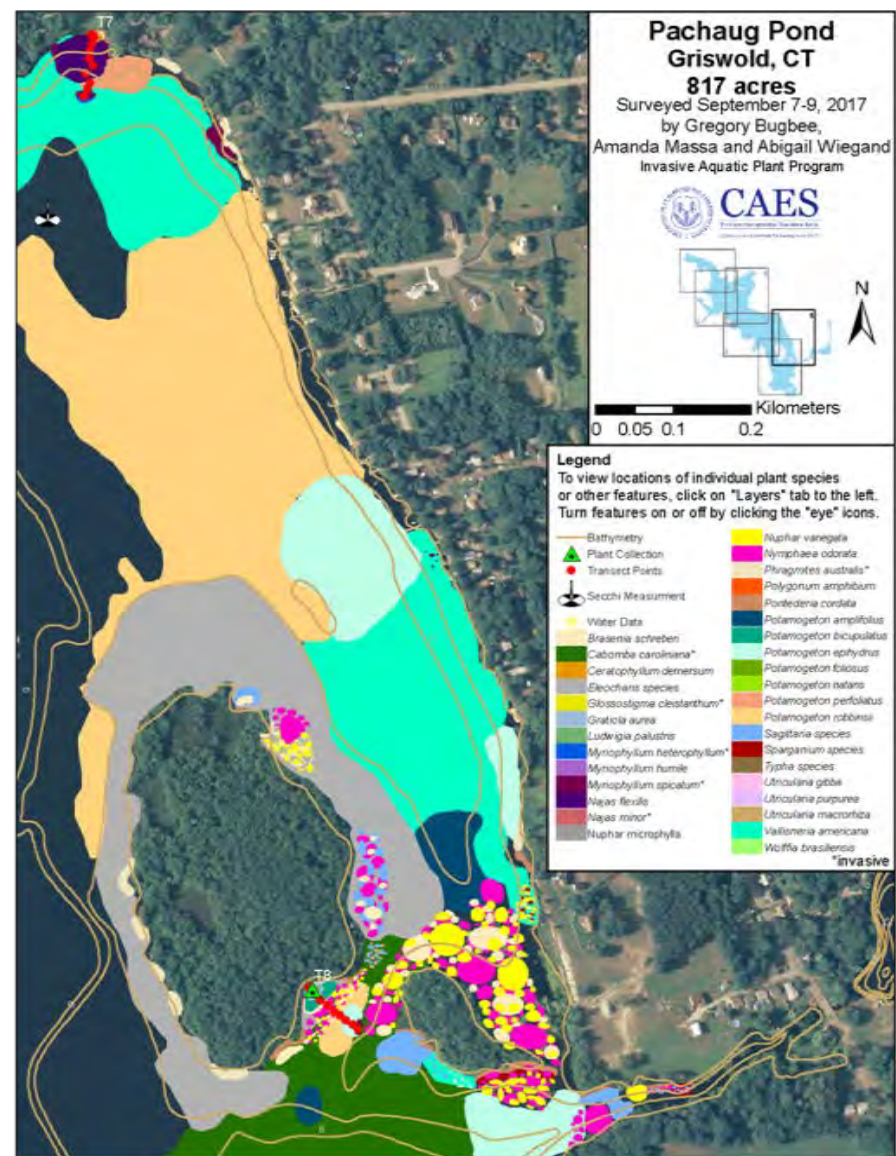 T7
Pachaug Pond
Griswold, CT
817 acres
Surveyed September 7-9, 2017
by Gregory Bugbee,
Amanda Massa and Abigail Wiegand
Invasive Aquatic Plant Program
CAES
N
Kilometers
0 0.05 0.1 0.2
Legend
To view locations of individual plant species
or other features, click on "Layers" tab to the left.
Turn features on or off by clicking the "eye" icons.
Bathymetry
Plant Collection
Transect Points
Secchi Measurment
Water Data
Brasenia schreberi
Cabomba caroliniana*
Ceratophyllum demersum
Eleocharis species
Glossostigma cleistanthum*
Gratiola aurea
Ludwigia palustris
Myriophyllum heterophyllum*
Myriophyllum humile
Myriophyllum spicatum*
Najas flexilis
Najas minor*
Nuphar microphylla
Nuphar variegata
Nymphaea odorata
Phragmites australis*
Polygonum amphibium
Pontederia cordata
Potamogeton amplifolius
Potamogeton bicupulatus
Potamogeton ephydrus
Potamogeton foliosus
Potamogeton natans
Potamogeton perfoliatus
Potamogeton robbinsii
Sagittaria species
Sparganium species
Typha species
Utricularia gibba
Utricularia purpurea
Utricularia macrorhiza
Vallisneria americana
Wolffia brasiliensis
*invasive
T8